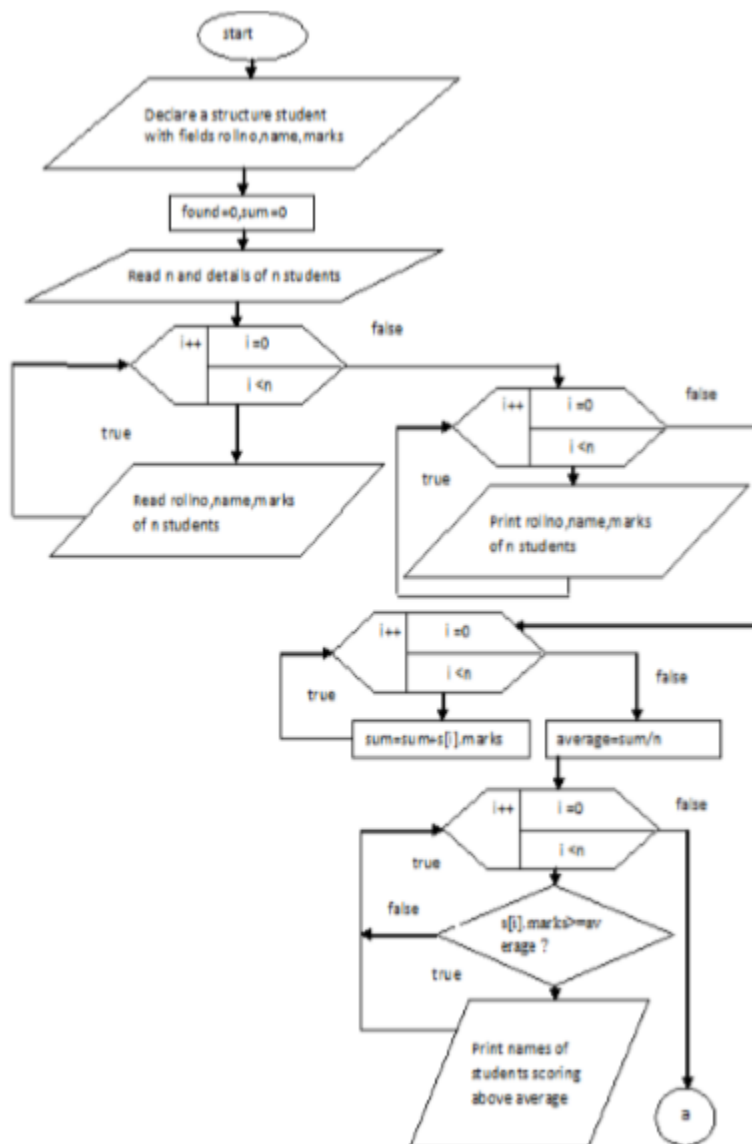 start
Declare a structure student
with fields rollno,name,marks
found=0,sum=0
Read n and details of n students
i++
i =0
i <n
false
true
Read rollno,name,marks
of n students
i++
i =0
i <n
false
true
Print rollno,name,marks
of n students
i++
i =0
i <n
true
false
sum=sum+s[i].marks
average=sum/n
i++
i =0
i <n
false
true
s[i].marks>=av
erage ?
false
true
Print names of
students scoring
above average
a